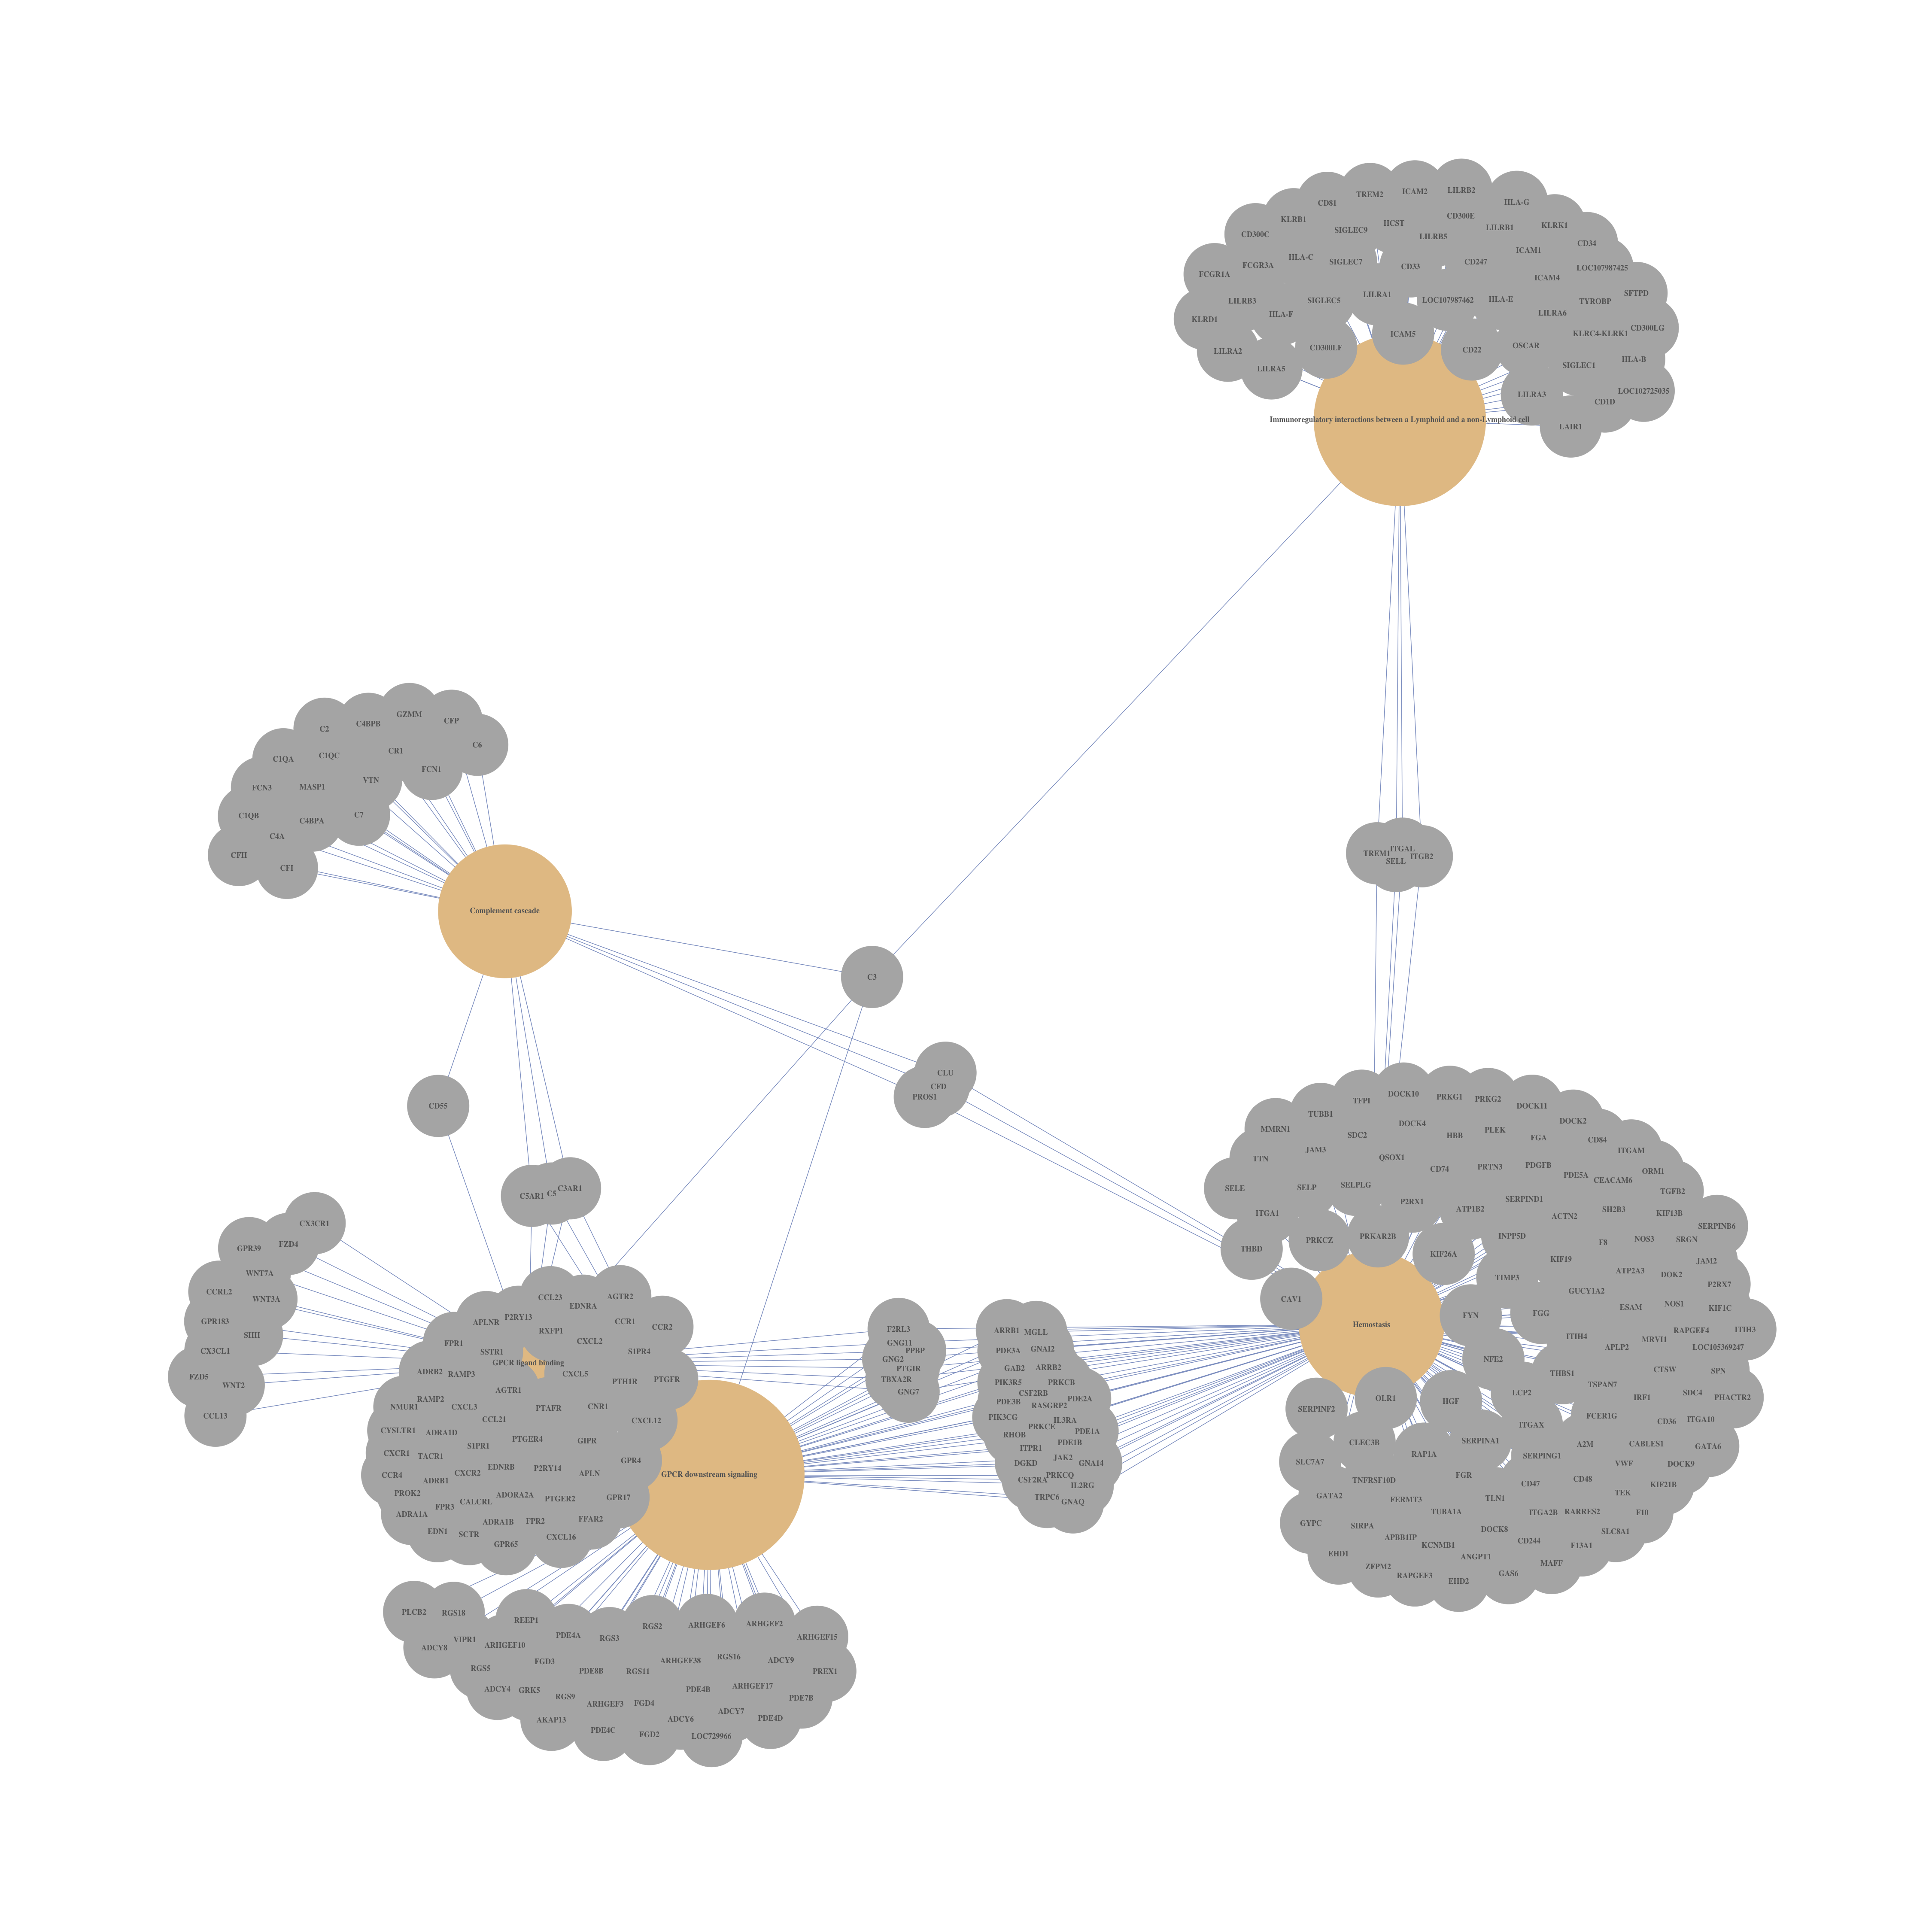 TREM2
ICAM2
LILRB2
CD81
HLA-G
KLRB1
HCST
CD300E
SIGLEC9
LILRB1
KLRK1
CD300C
LILRB5
CD34
ICAM1
HLA-C
FCGR3A
SIGLEC7
CD33
CD247
LOC107987425
FCGR1A
ICAM4
LILRB3
SIGLEC5
LILRA1
LOC107987462
HLA-E
TYROBP
SFTPD
KLRD1
HLA-F
LILRA6
ICAM5
KLRC4-KLRK1
CD300LG
LILRA2
CD300LF
CD22
OSCAR
HLA-B
LILRA5
SIGLEC1
LILRA3
CD1D
LOC102725035
Immunoregulatory interactions between a Lymphoid and a non-Lymphoid cell
LAIR1
GZMM
CFP
C4BPB
C2
C6
CR1
C1QC
C1QA
FCN1
VTN
FCN3
MASP1
C1QB
C4BPA
C7
C4A
CFH
CFI
TREM1
ITGAL
SELL
ITGB2
Complement cascade
C3
CLU
CFD
PROS1
CD55
C5AR1
C5
C3AR1
DOCK10
PRKG1
PRKG2
TFPI
DOCK11
TUBB1
DOCK2
MMRN1
DOCK4
PLEK
SDC2
HBB
FGA
CD84
JAM3
ITGAM
TTN
QSOX1
CD74
PRTN3
PDGFB
ORM1
PDE5A
CEACAM6
SELE
SELP
SELPLG
TGFB2
P2RX1
SERPIND1
ITGA1
ATP1B2
SH2B3
KIF13B
ACTN2
SERPINB6
THBD
PRKCZ
PRKAR2B
INPP5D
F8
NOS3
SRGN
KIF26A
KIF19
JAM2
ATP2A3
DOK2
TIMP3
P2RX7
GUCY1A2
CAV1
ESAM
NOS1
KIF1C
FYN
FGG
Hemostasis
ITIH4
RAPGEF4
ITIH3
MRVI1
APLP2
LOC105369247
NFE2
THBS1
CTSW
SPN
TSPAN7
OLR1
HGF
LCP2
IRF1
SDC4
PHACTR2
SERPINF2
ITGAX
FCER1G
CD36
ITGA10
CLEC3B
SERPINA1
A2M
CABLES1
GATA6
RAP1A
SERPING1
SLC7A7
VWF
DOCK9
TNFRSF10D
FGR
CD47
CD48
KIF21B
GATA2
FERMT3
TLN1
TEK
TUBA1A
ITGA2B
RARRES2
F10
GYPC
SIRPA
DOCK8
SLC8A1
APBB1IP
KCNMB1
CD244
F13A1
EHD1
ANGPT1
ZFPM2
MAFF
RAPGEF3
EHD2
GAS6
CX3CR1
GPR39
FZD4
WNT7A
CCRL2
WNT3A
GPR183
SHH
CX3CL1
FZD5
WNT2
CCL13
CCL23
AGTR2
EDNRA
P2RY13
APLNR
CCR1
CCR2
RXFP1
CXCL2
FPR1
SSTR1
S1PR4
GPCR ligand binding
ADRB2
RAMP3
CXCL5
PTH1R
PTGFR
AGTR1
RAMP2
NMUR1
CXCL3
PTAFR
CNR1
CCL21
CXCL12
CYSLTR1
ADRA1D
PTGER4
GIPR
S1PR1
CXCR1
TACR1
GPR4
EDNRB
P2RY14
CCR4
CXCR2
APLN
ADRB1
PROK2
ADORA2A
PTGER2
GPR17
CALCRL
FPR3
ADRA1A
ADRA1B
FPR2
FFAR2
EDN1
SCTR
CXCL16
GPR65
GPCR downstream signaling
F2RL3
GNG11
PPBP
GNG2
PTGIR
TBXA2R
GNG7
ARRB1
MGLL
PDE3A
GNAI2
GAB2
ARRB2
PIK3R5
PRKCB
CSF2RB
PDE3B
PDE2A
RASGRP2
PIK3CG
IL3RA
PRKCE
PDE1A
RHOB
PDE1B
ITPR1
JAK2
DGKD
GNA14
PRKCQ
CSF2RA
IL2RG
TRPC6
GNAQ
PLCB2
RGS18
REEP1
RGS2
ARHGEF6
ARHGEF2
PDE4A
RGS3
ARHGEF15
VIPR1
ADCY8
ARHGEF10
RGS16
FGD3
ARHGEF38
ADCY9
RGS5
PDE8B
RGS11
PREX1
ADCY4
GRK5
PDE4B
ARHGEF17
RGS9
PDE7B
ARHGEF3
FGD4
ADCY7
AKAP13
ADCY6
PDE4D
PDE4C
FGD2
LOC729966